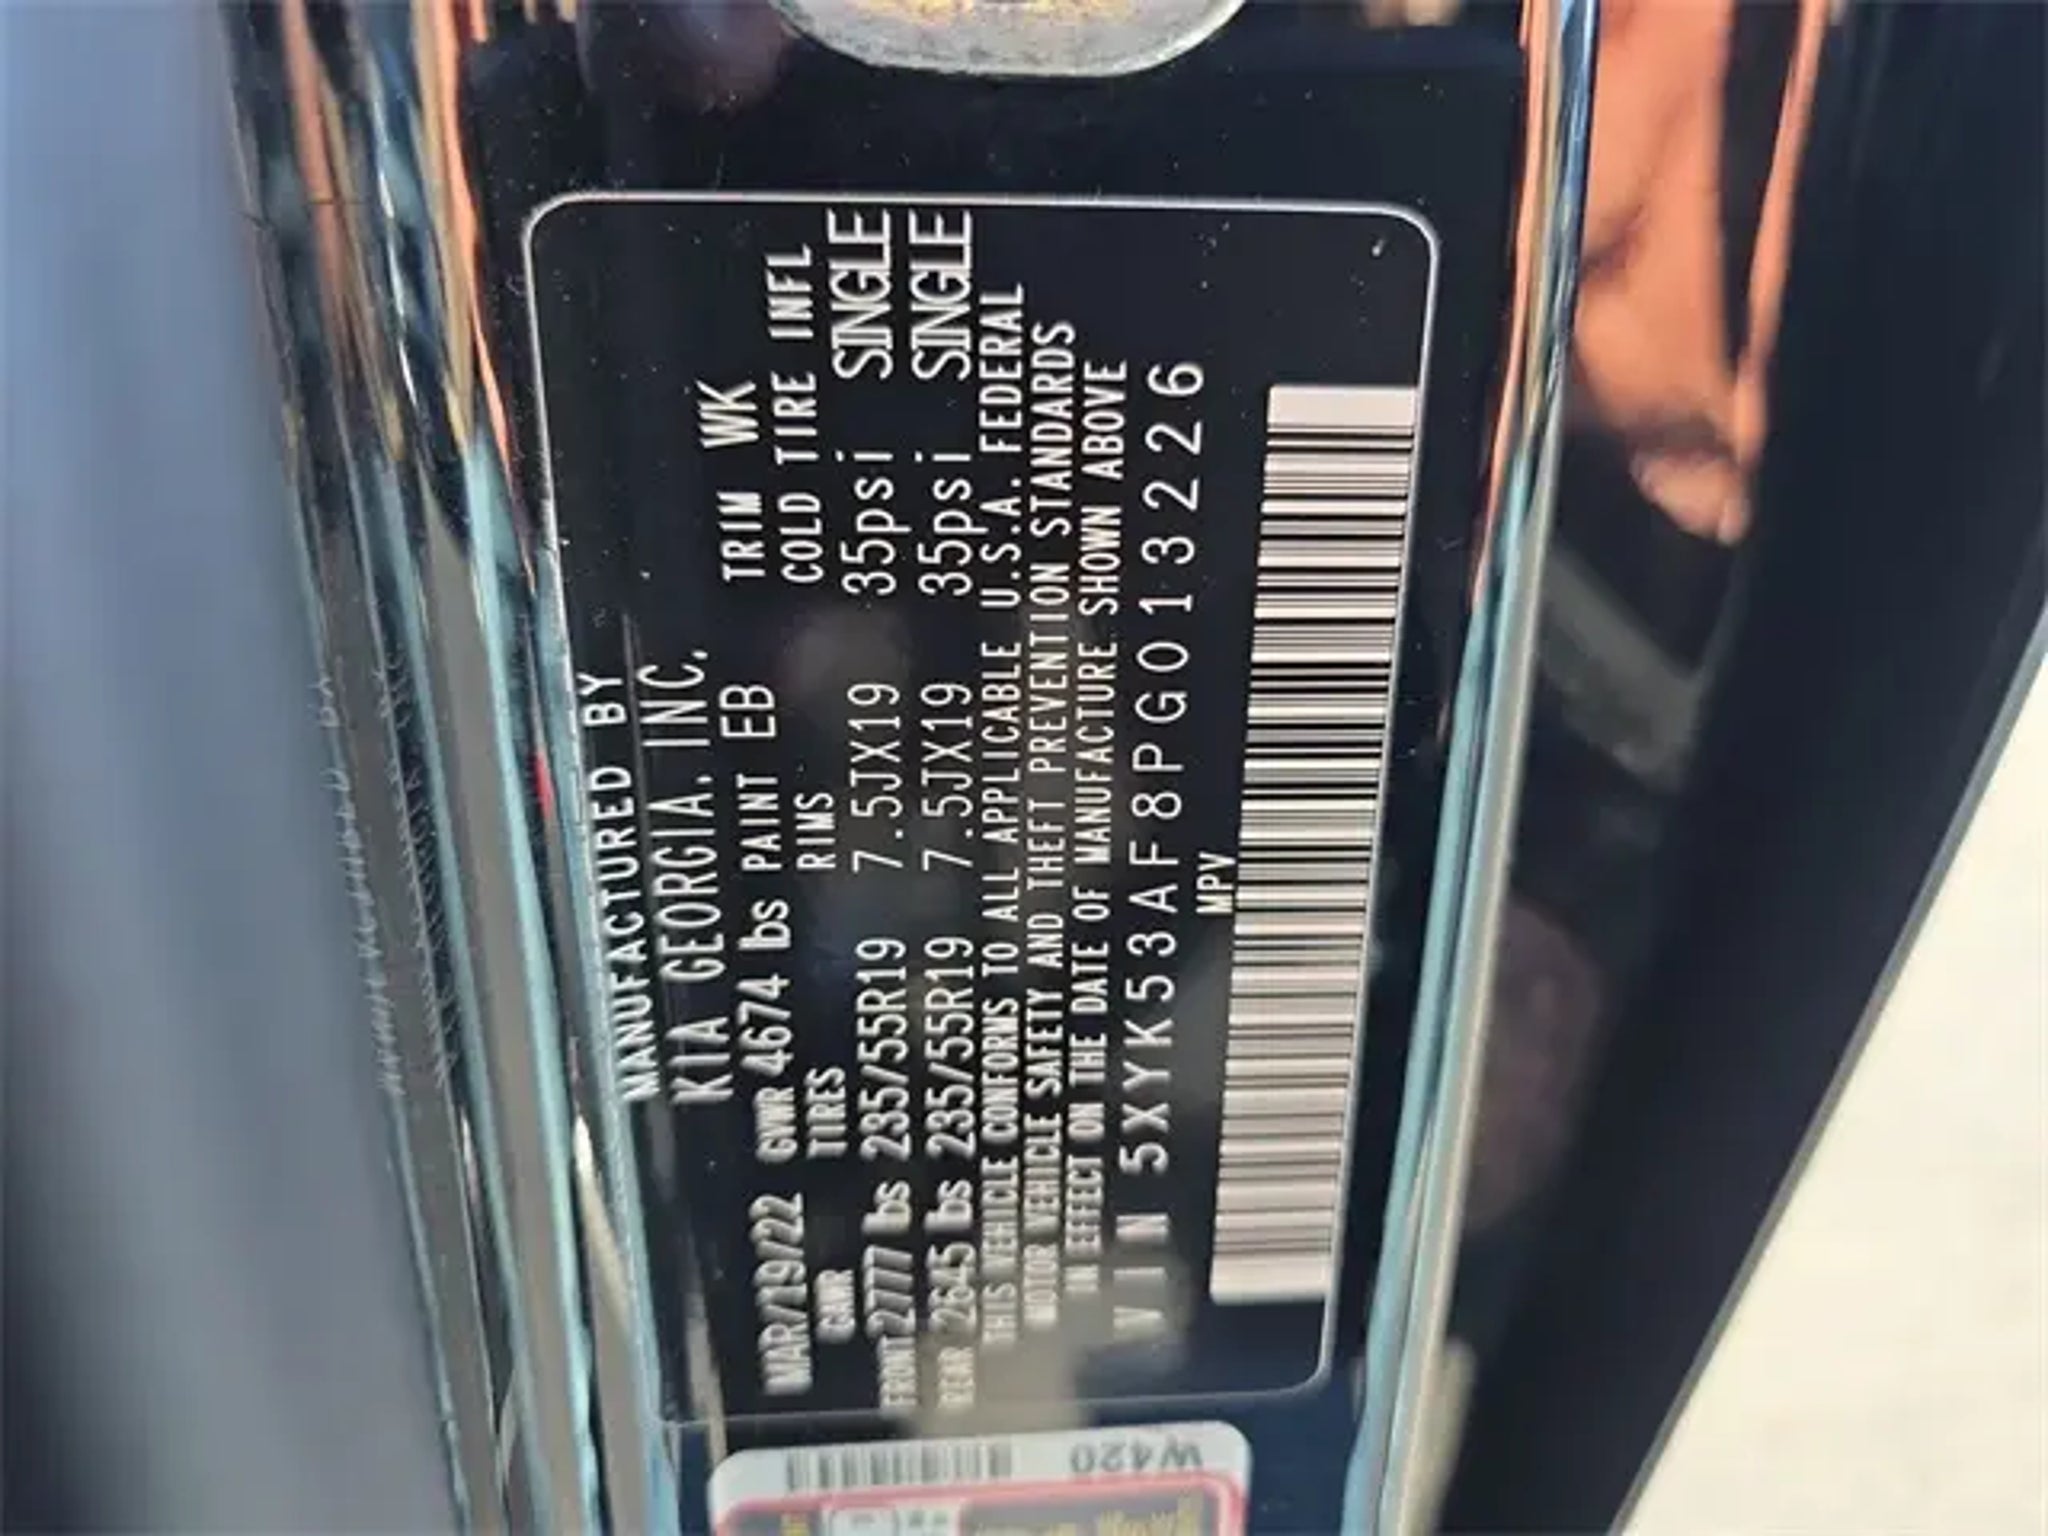 MANUFACTURED BY
KIA GEORGIA, INC.
MAR/19/22 GVWR 4674 lbs PAINT EB TRIM WK
GAWR TIRES RIMS COLD TIRE INFL
FRONT 2777 lbs 235/55R19 7.5JX19 35psi SINGLE
REAR 2645 lbs 235/55R19 7.5JX19 35psi SINGLE
THIS VEHICLE CONFORMS TO ALL APPLICABLE U.S.A. FEDERAL
MOTOR VEHICLE SAFETY AND THEFT PREVENTION STANDARDS
IN EFFECT ON THE DATE OF MANUFACTURE SHOWN ABOVE
VIN 5XYK53AF8PG013226
MPV
W420